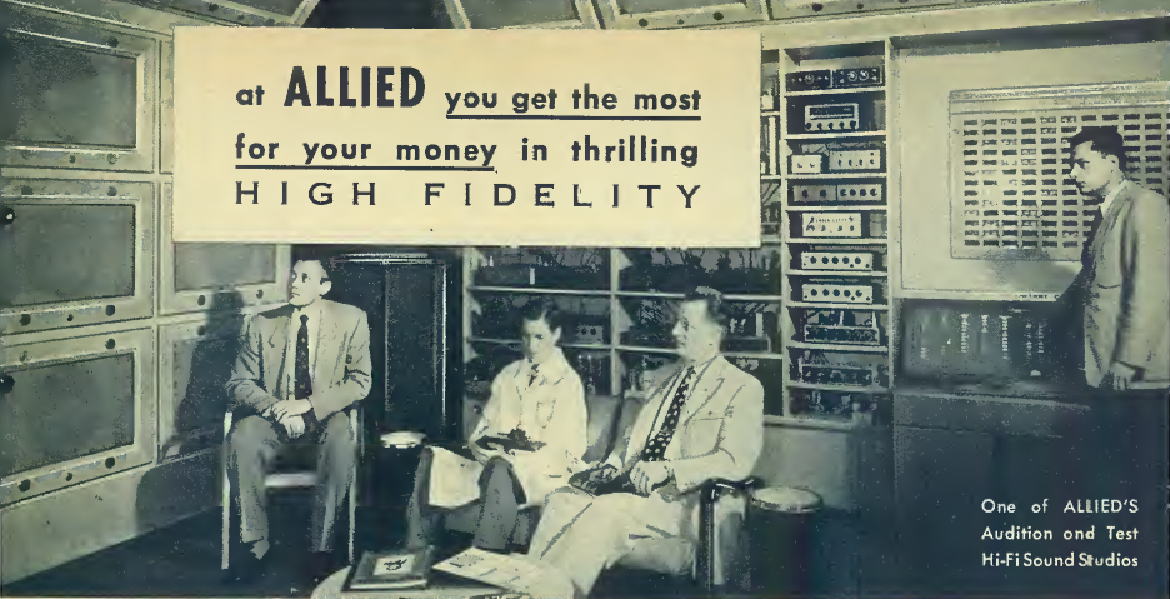 at ALLIED you get the most
for your money in thrilling
HIGH FIDELITY
One of ALLIED'S
Audition and Test
Hi-Fi Sound Studios